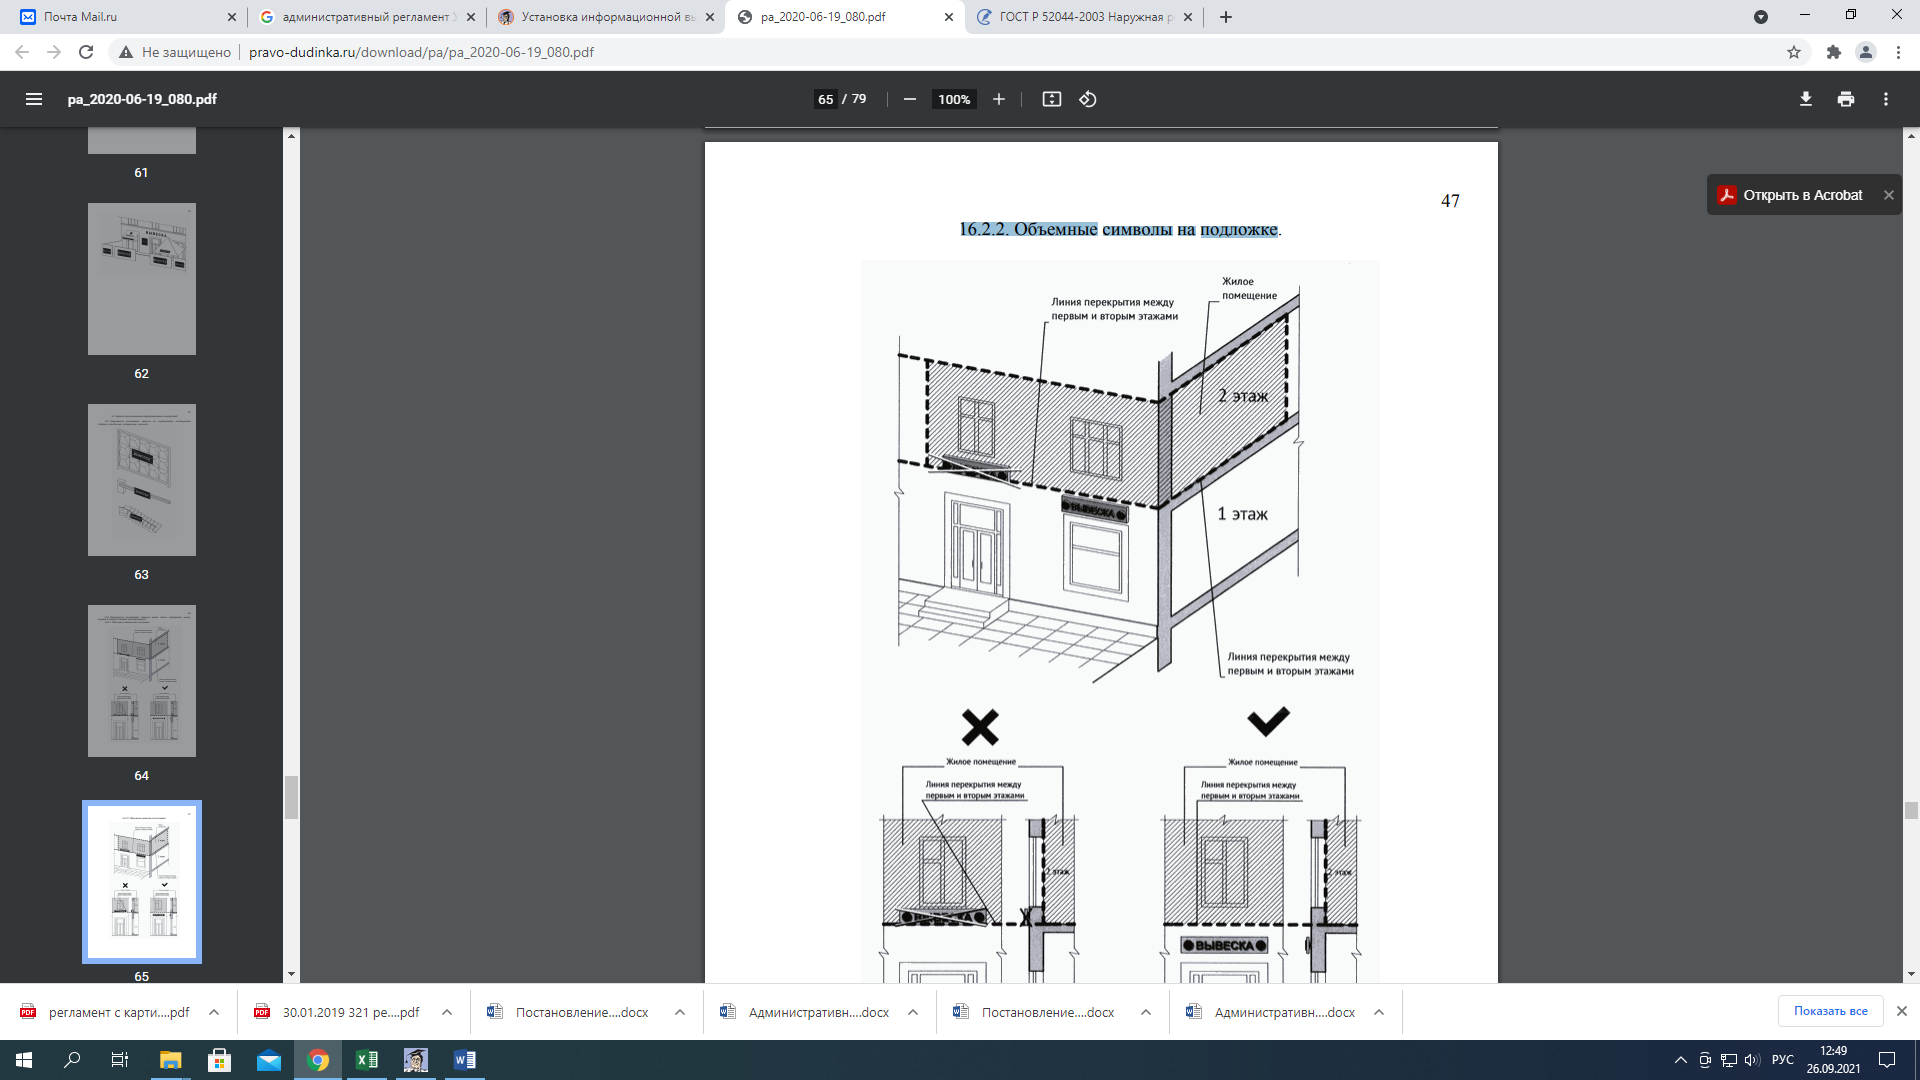 Почта Mail.ru
административный регламент
Установка информационной вы
pa_2020-06-19_080.pdf
ГОСТ Р 52044-2003 Наружная р
Не защищено
pravo-dudinka.ru/download/pa/pa_2020-06-19_080.pdf
pa_2020-06-19_080.pdf
65 / 79
100%
61
62
63
64
65
Открыть в Acrobat
47
16.2.2. Объемные символы на подложке.
Жилое
помещение
Линия перекрытия между
первым и вторым этажами
2 этаж
ВЫВЕСКА
1 этаж
Линия перекрытия между
первым и вторым этажами
Жилое помещение
Линия перекрытия между
первым и вторым этажами
2 этаж
Жилое помещение
Линия перекрытия между
первым и вторым этажами
2 этаж
ВЫВЕСКА
регламент с карти....pdf
30.01.2019 321 ре....pdf
Постановление....docx
Административн....docx
Постановление....docx
Административн....docx
Показать все
РУС
12:49
26.09.2021